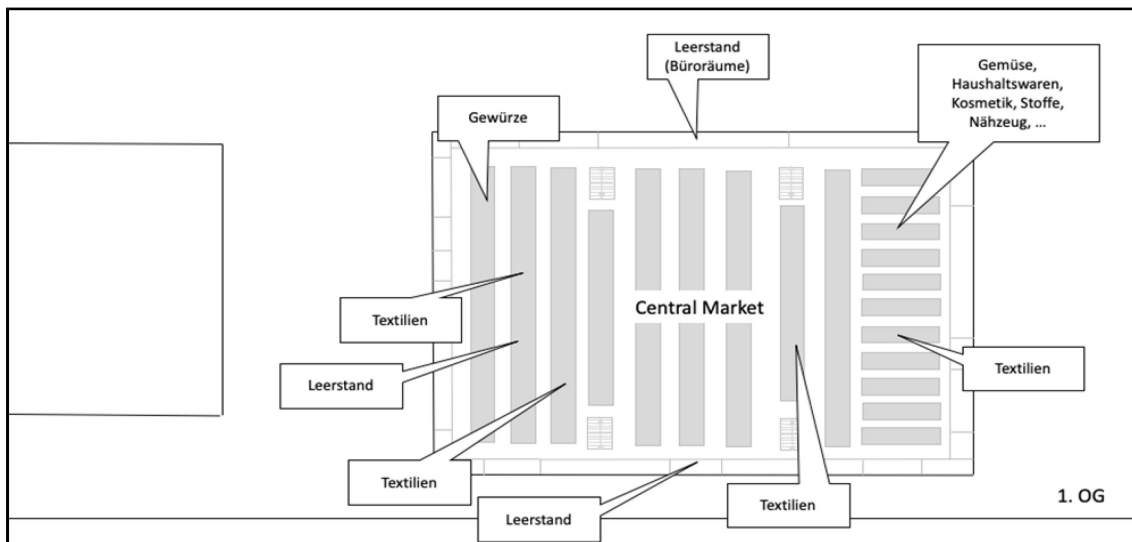 Leerstand
(Büroräume)
Gemüse,
Haushaltswaren,
Kosmetik, Stoffe,
Nähzeug, ...
Gewürze
Central Market
Textilien
Leerstand
Textilien
Textilien
Leerstand
Textilien
1. OG